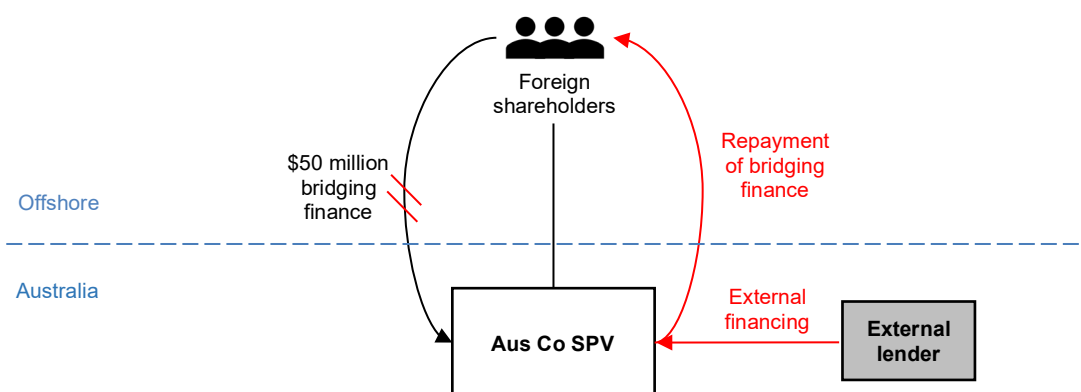 Foreign
shareholders
$50 million
bridging
finance
Repayment
of bridging
finance
Offshore
Australia
External
financing
Aus Co SPV
External
lender